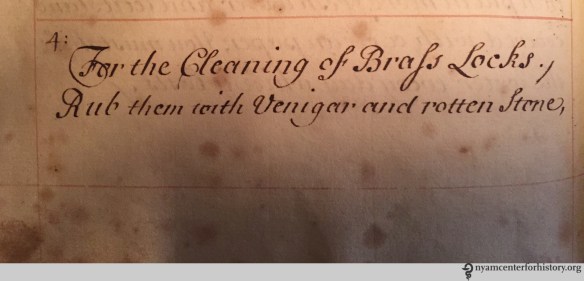 4:
For the Cleaning of Braſs Locks.,
Rub them with Venigar and rotten Stone,
nyamcenterforhistory.org